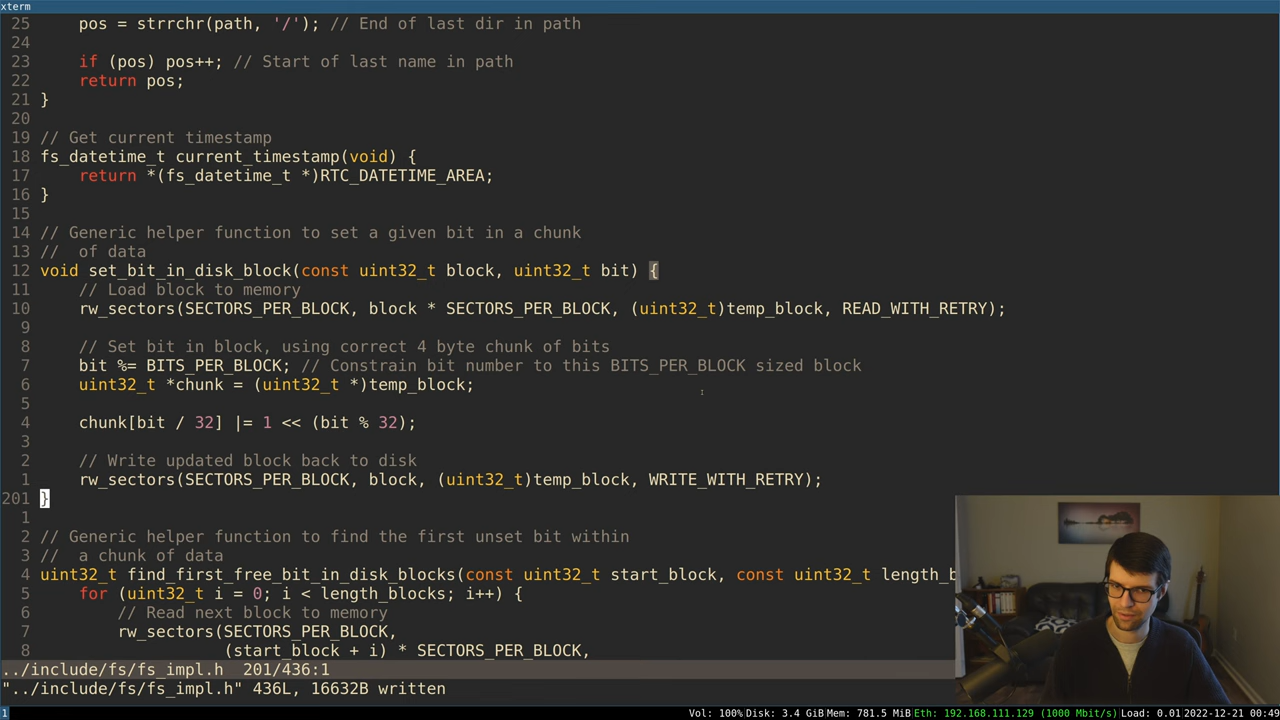 xterm
25     pos = strrchr(path, '/'); // End of last dir in path
24
23     if (pos) pos++; // Start of last name in path
22     return pos;
21 }
20
19 // Get current timestamp
18 fs_datetime_t current_timestamp(void) {
17     return *(fs_datetime_t *)RTC_DATETIME_AREA;
16 }
15
14 // Generic helper function to set a given bit in a chunk
13 //  of data
12 void set_bit_in_disk_block(const uint32_t block, uint32_t bit) {
11     // Load block to memory
10     rw_sectors(SECTORS_PER_BLOCK, block * SECTORS_PER_BLOCK, (uint32_t)temp_block, READ_WITH_RETRY);
9
8     // Set bit in block, using correct 4 byte chunk of bits
7     bit %= BITS_PER_BLOCK; // Constrain bit number to this BITS_PER_BLOCK sized block
6     uint32_t *chunk = (uint32_t *)temp_block;
5
4     chunk[bit / 32] |= 1 << (bit % 32);
3
2     // Write updated block back to disk
1     rw_sectors(SECTORS_PER_BLOCK, block, (uint32_t)temp_block, WRITE_WITH_RETRY);
201 }
1
2 // Generic helper function to find the first unset bit within
3 //  a chunk of data
4 uint32_t find_first_free_bit_in_disk_blocks(const uint32_t start_block, const uint32_t length_b
5     for (uint32_t i = 0; i < length_blocks; i++) {
6         // Read next block to memory
7         rw_sectors(SECTORS_PER_BLOCK,
8                    (start_block + i) * SECTORS_PER_BLOCK,
../include/fs/fs_impl.h  201/436:1
"../include/fs/fs_impl.h" 436L, 16632B written
1 Vol: 100% Disk: 3.4 GiB Mem: 781.5 MiB Eth: 192.168.111.129 (1000 Mbit/s) Load: 0.01 2022-12-21 00:49